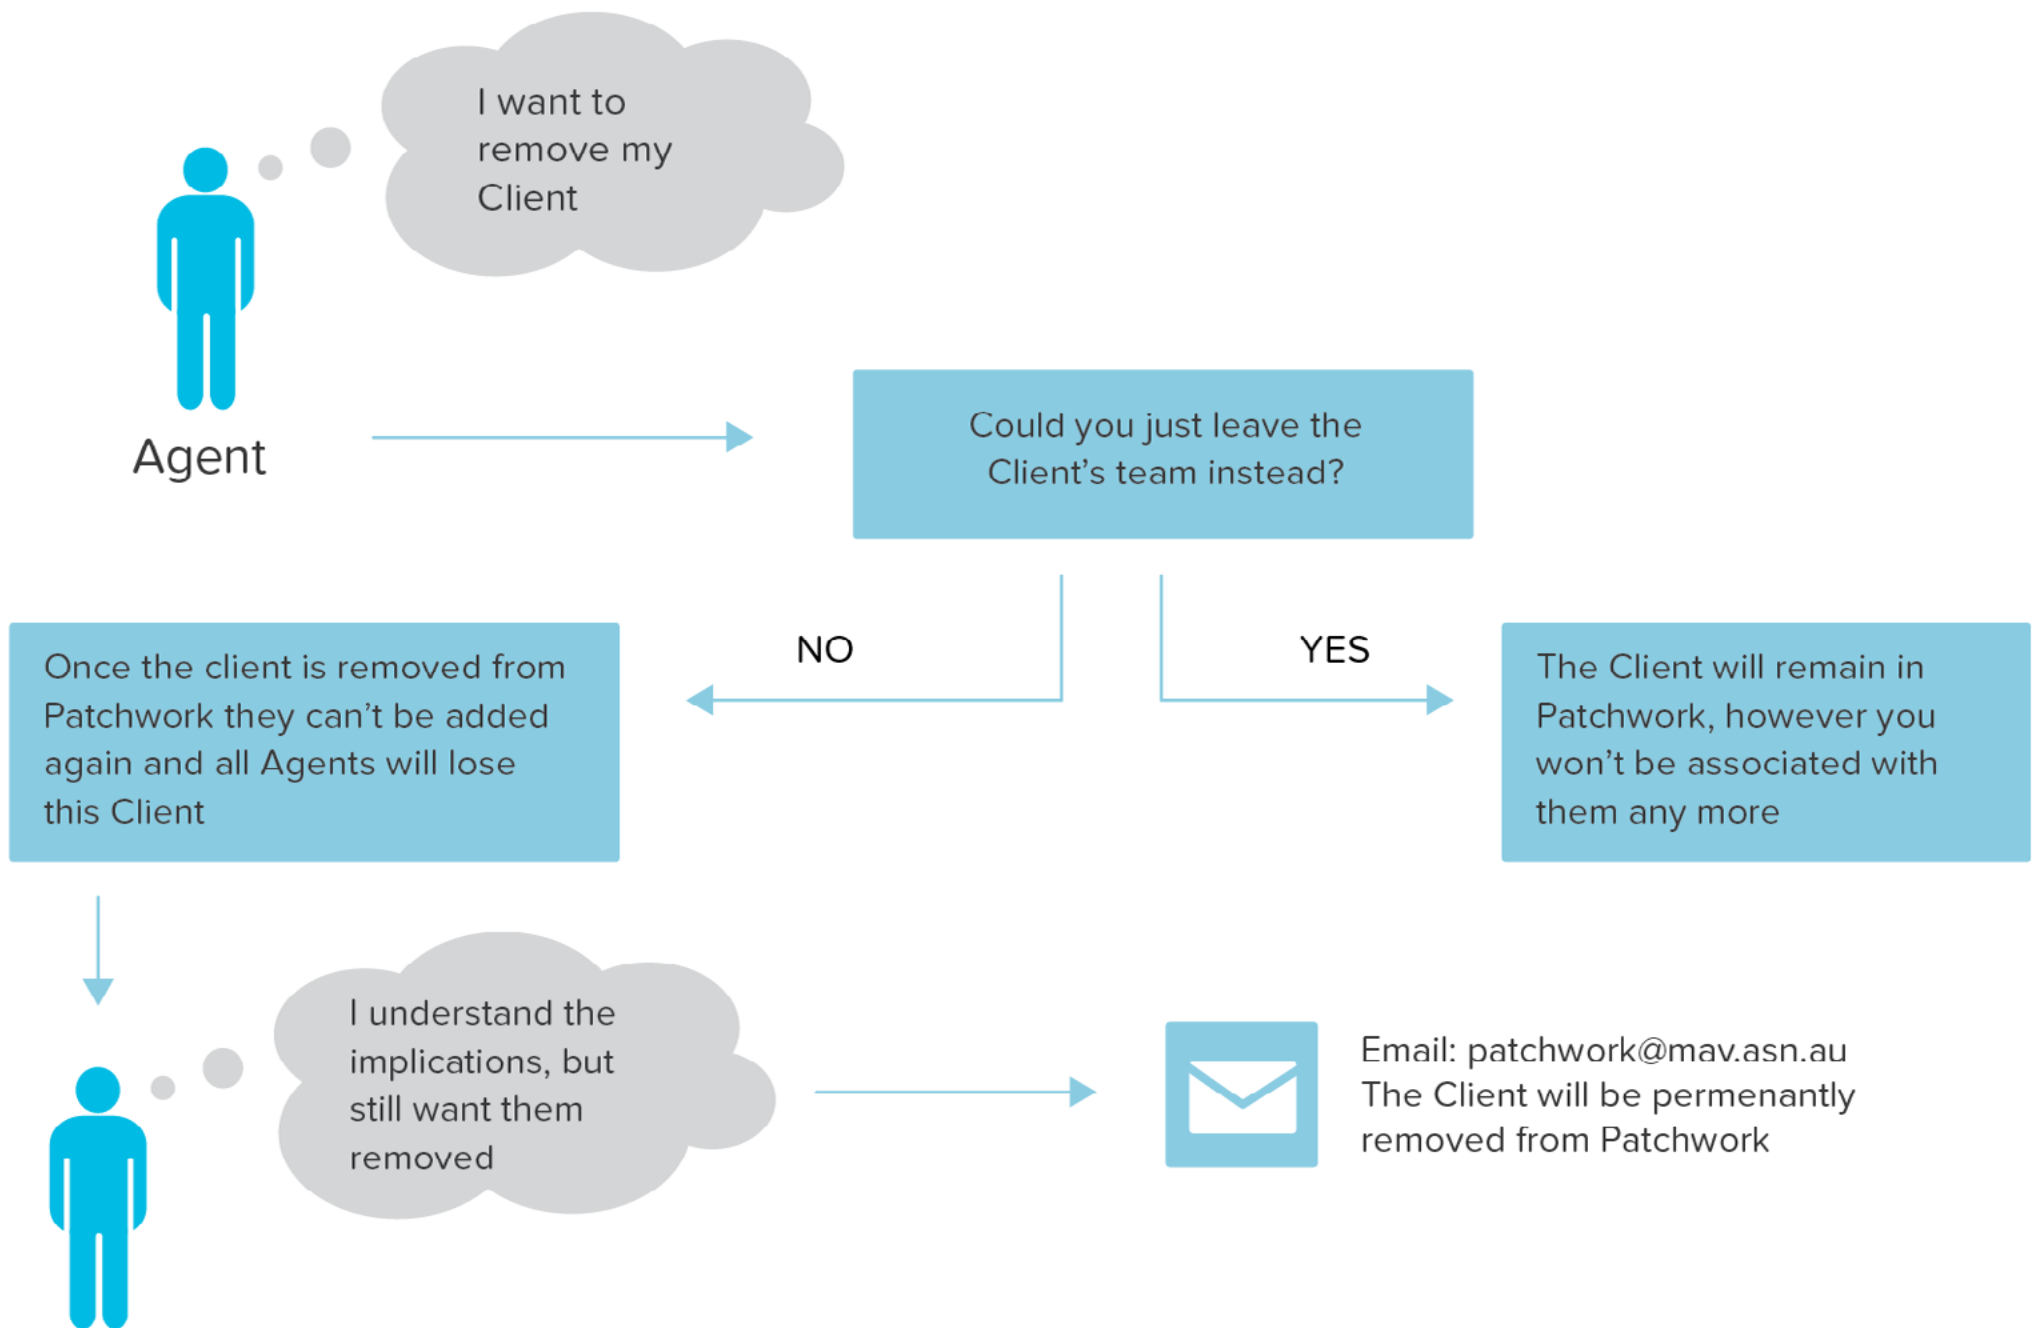 I want to
remove my
Client
Agent
Could you just leave the
Client's team instead?
NO
YES
Once the client is removed from
Patchwork they can't be added
again and all Agents will lose
this Client
The Client will remain in
Patchwork, however you
won't be associated with
them any more
I understand the
implications, but
still want them
removed
Email: patchwork@mav.asn.au
The Client will be permenantly
removed from Patchwork